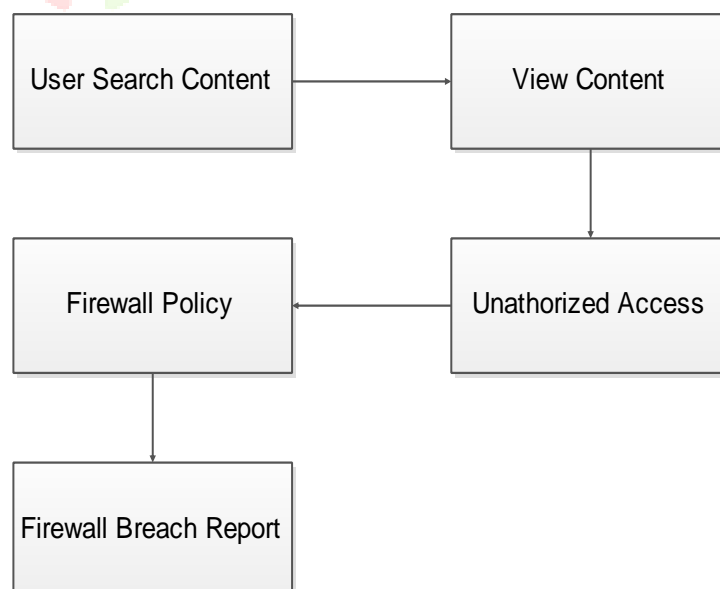 User Search Content
View Content
Firewall Policy
Unathorized Access
Firewall Breach Report